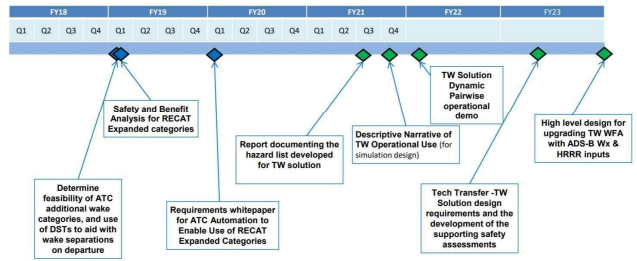 FY18 FY19 FY20 FY21 FY22 FY23
Q1 Q2 Q3 Q4 Q1 Q2 Q3 Q4 Q1 Q2 Q3 Q4 Q1 Q2 Q3 Q4
Safety and Benefit
Analysis for RECAT
Expanded categories
Determine
feasibility of ATC
additional wake
categories, and use
of DSTs to aid with
wake separations
on departure
Requirements whitepaper
for ATC Automation to
Enable Use of RECAT
Expanded Categories
Report documenting the
hazard list developed
for TW solution
Descriptive Narrative of
TW Operational Use (for
simulation design)
TW Solution
Dynamic
Pairwise
operational
demo
Tech Transfer -TW
Solution design
requirements and the
development of the
supporting safety
assessments
High level design for
upgrading TW WFA
with ADS-B Wx &
HRRR inputs